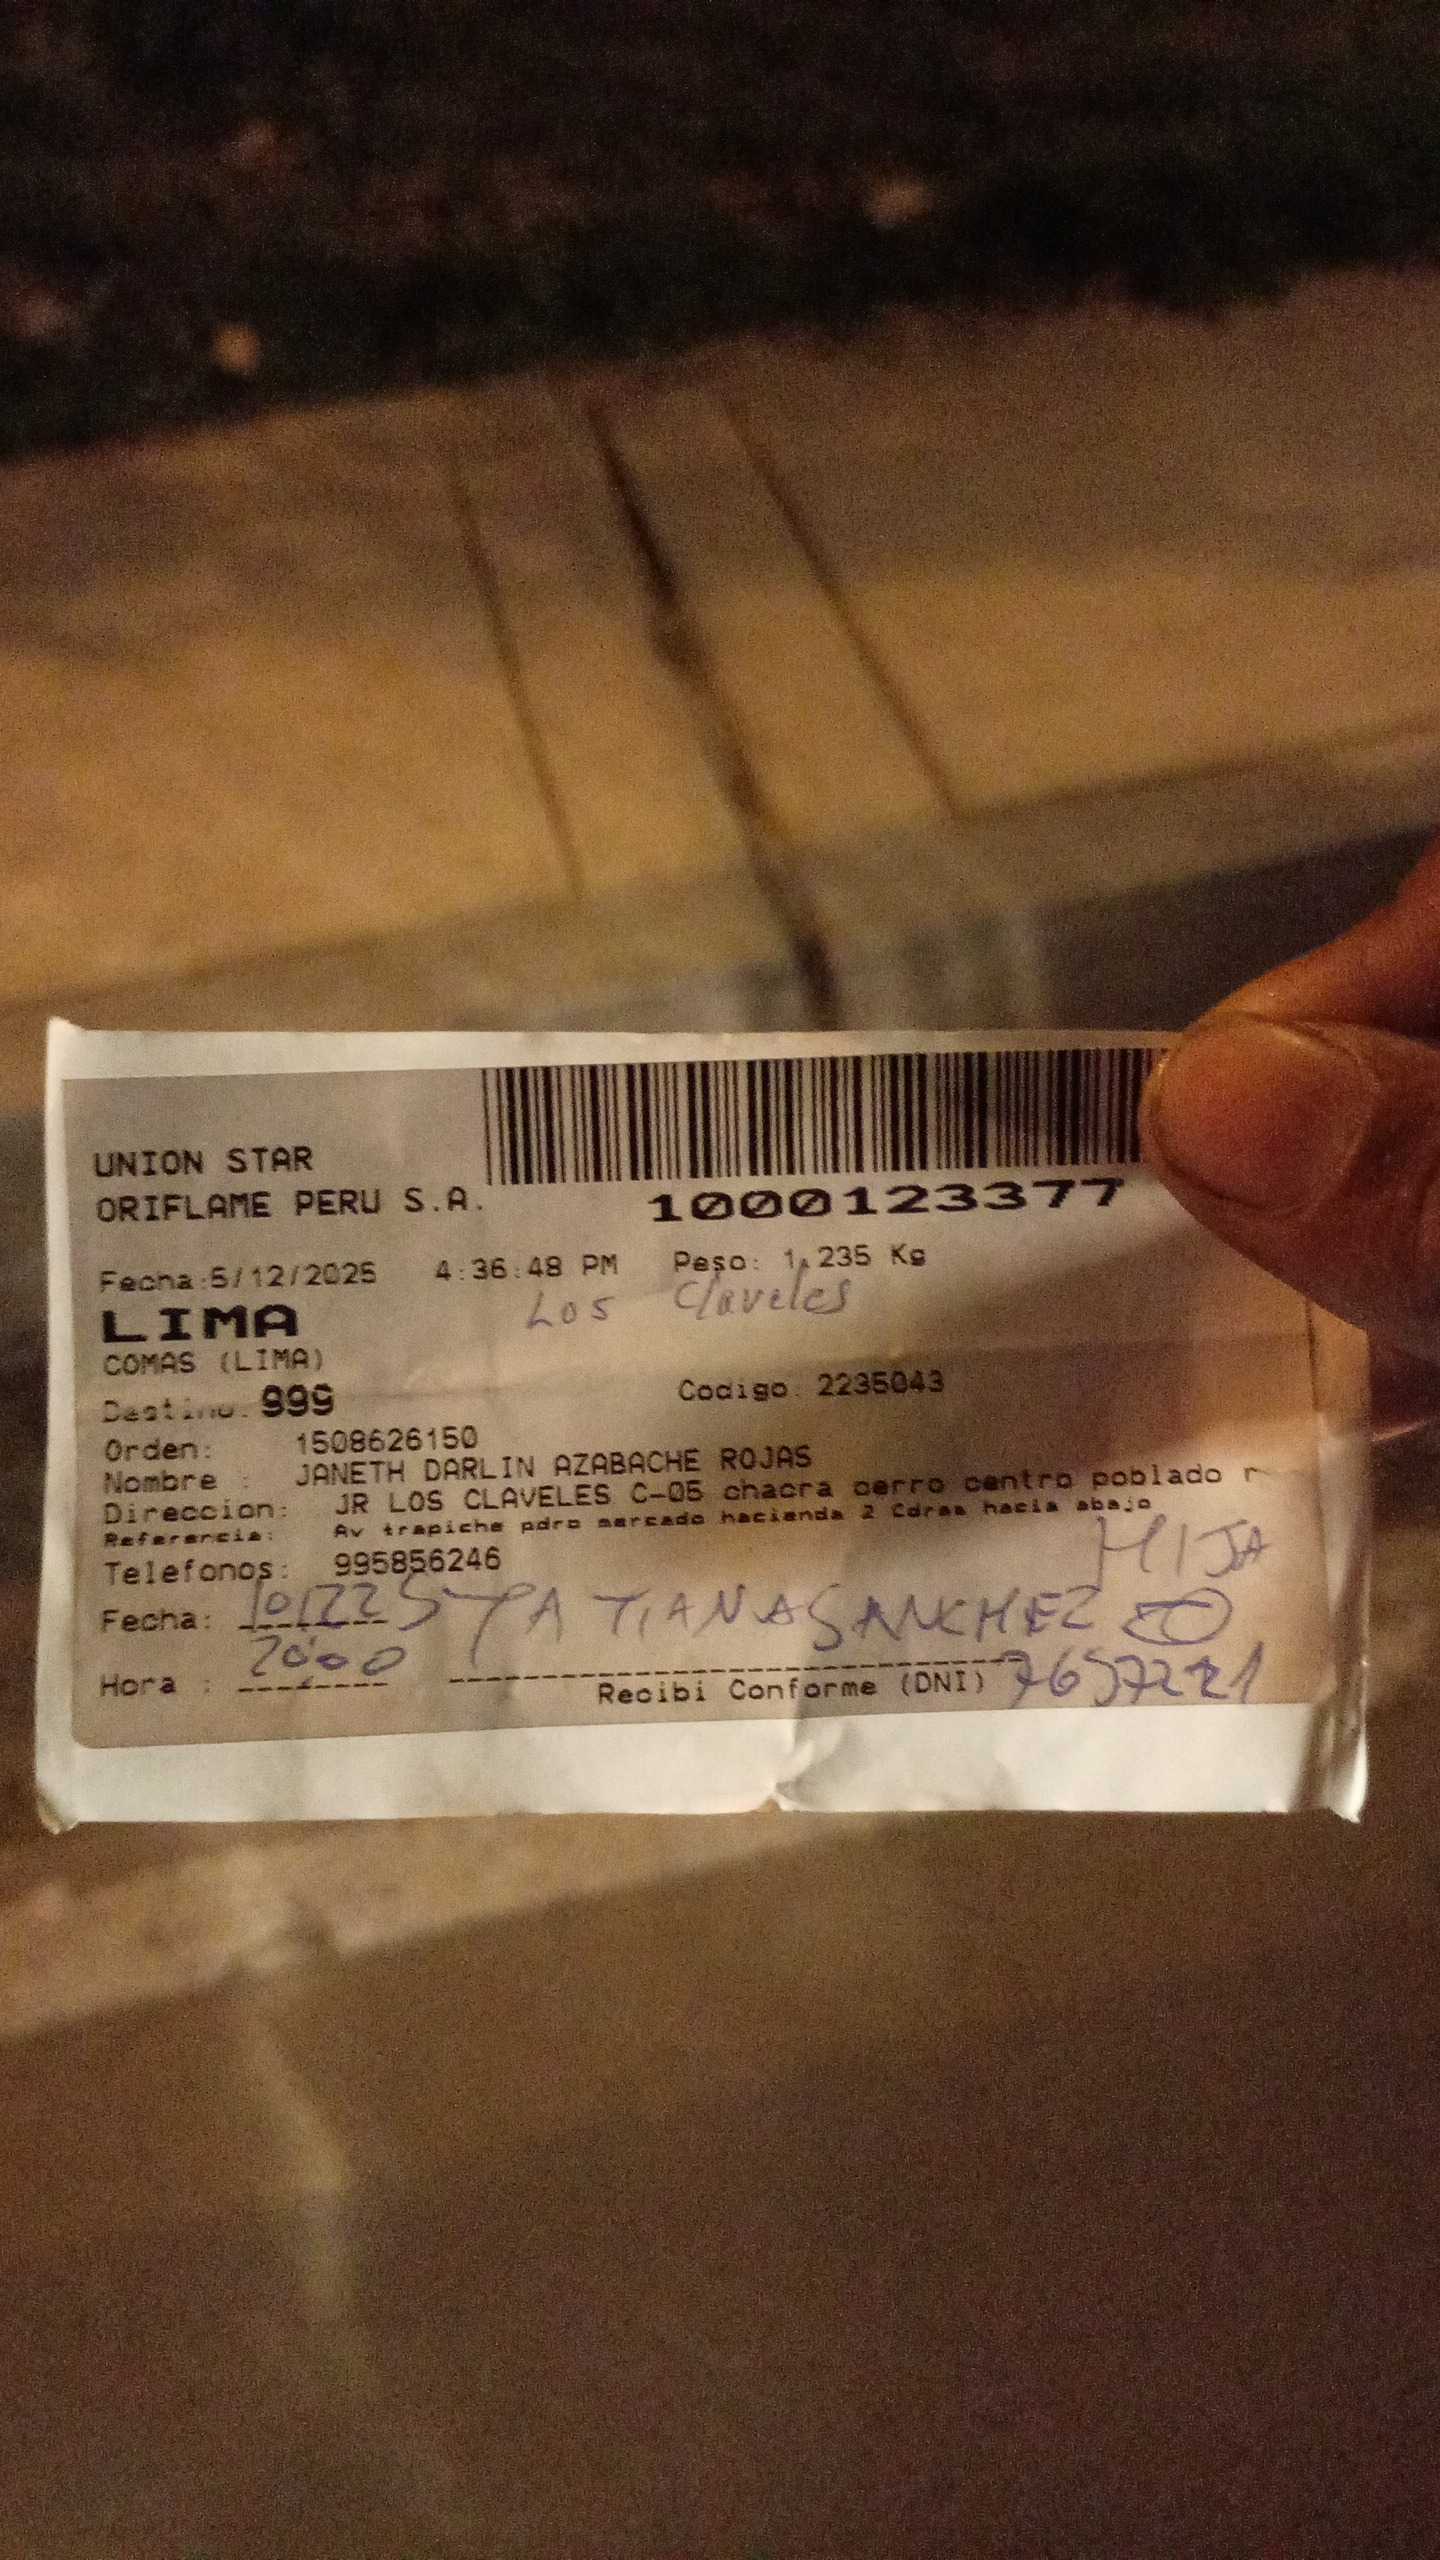 UNION STAR
ORIFLAME PERU S.A.
1000123377
Fecha:5/12/2025 4:36:48 PM Peso: 1,235 Kg
Los Claveles
LIMA
COMAS (LIMA)
Destino: 999 Codigo: 2235043
Orden: 1508626150
Nombre : JANETH DARLIN AZABACHE ROJAS
Direccion: JR LOS CLAVELES C-05 chacra cerro centro poblado r
Referencia: Av trapiche pdro mercado hacienda 2 Cdras hacia abajo
HIJA
Telefonos: 995856246
Fecha: 101225 TATIANA SANCHEZ
Hora : 20:00
Recibi Conforme (DNI)